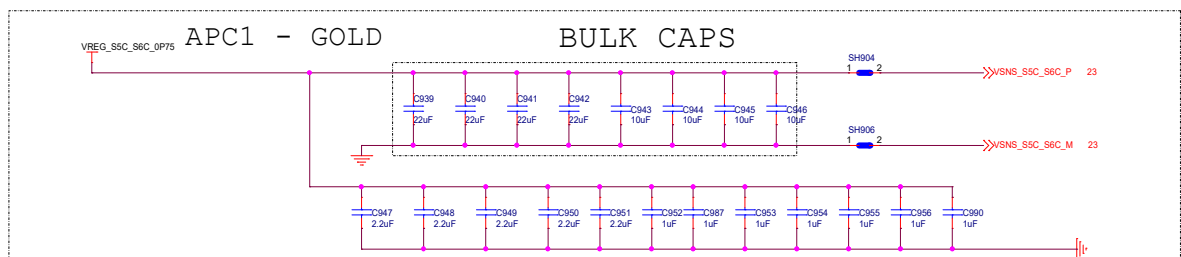 APC1 - GOLD
BULK CAPS
VREG_S5C_S6C_0P75
SH904
1 2
VSNS_S5C_S6C_P 23
C939
22uF
C940
22uF
C941
22uF
C942
22uF
C943
10uF
C944
10uF
C945
10uF
C946
10uF
SH906
1 2
VSNS_S5C_S6C_M 23
C947
2.2uF
C948
2.2uF
C949
2.2uF
C950
2.2uF
C951
2.2uF
C952
1uF
C987
1uF
C953
1uF
C954
1uF
C955
1uF
C956
1uF
C990
1uF